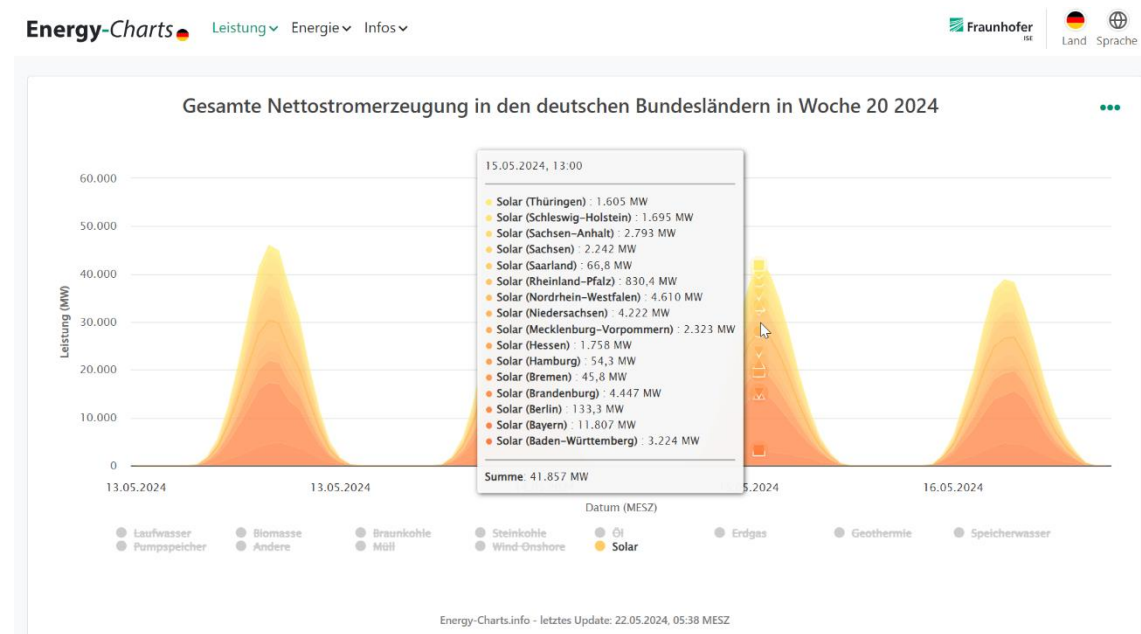 Energy-Charts Leistung Energie Infos
Fraunhofer
ISE
Land Sprache
Gesamte Nettostromerzeugung in den deutschen Bundesländern in Woche 20 2024
15.05.2024, 13:00
Solar (Thüringen) : 1.605 MW
Solar (Schleswig-Holstein) : 1.695 MW
Solar (Sachsen-Anhalt) : 2.793 MW
Solar (Sachsen) : 2.242 MW
Solar (Saarland) : 66,8 MW
Solar (Rheinland-Pfalz) : 830,4 MW
Solar (Nordrhein-Westfalen) : 4.610 MW
Solar (Niedersachsen) : 4.222 MW
Solar (Mecklenburg-Vorpommern) : 2.323 MW
Solar (Hessen) : 1.758 MW
Solar (Hamburg) : 54,3 MW
Solar (Bremen) : 45,8 MW
Solar (Brandenburg) : 4.447 MW
Solar (Berlin) : 133,3 MW
Solar (Bayern) : 11.807 MW
Solar (Baden-Württemberg) : 3.224 MW
Summe: 41.857 MW
Leistung (MW)
60.000
50.000
40.000
30.000
20.000
10.000
0
13.05.2024 13.05.2024 5.2024 16.05.2024
Datum (MESZ)
Laufwasser Biomasse Braunkohle Steinkohle Öl Erdgas Geothermie Speicherwasser
Pumpspeicher Andere Müll Wind Onshore Solar
Energy-Charts.info - letztes Update: 22.05.2024, 05:38 MESZ